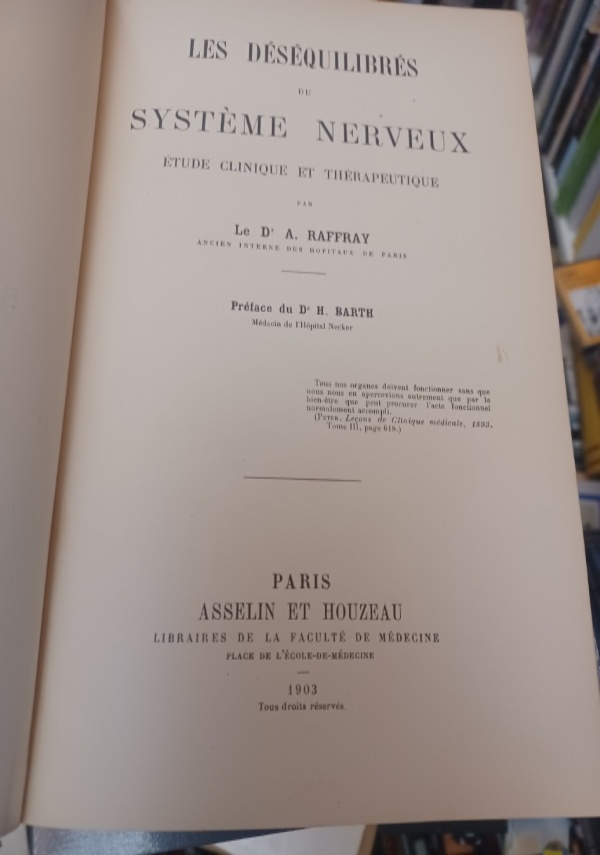 LES DÉSÉQUILIBRÉS
DU
SYSTÈME NERVEUX
ÉTUDE CLINIQUE ET THÉRAPEUTIQUE
PAR
Le Dr A. RAFFRAY
ANCIEN INTERNE DES HOPITAUX DE PARIS
Préface du Dr H. BARTH
Médecin de l'Hôpital Necker
Tous nos organes doivent fonctionner sans que
nous nous en apercevions autrement que par le
bien-être que peut procurer l'acte fonctionnel
normalement accompli.
(Peter. Leçons de Clinique médicale, 1893.
Tome III, page 618.)
PARIS
ASSELIN ET HOUZEAU
LIBRAIRES DE LA FACULTÉ DE MÉDECINE
PLACE DE L'ÉCOLE-DE-MÉDECINE
1903
Tous droits réservés.